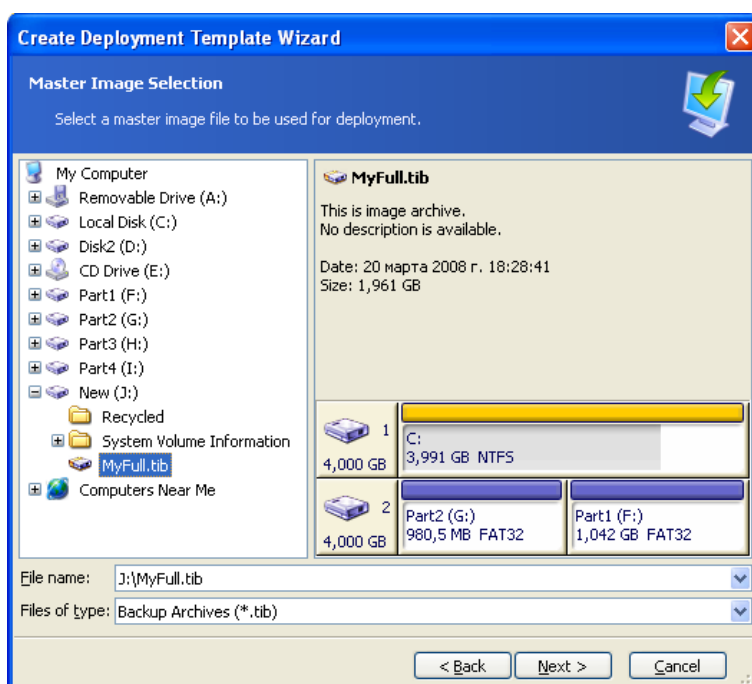 Create Deployment Template Wizard
Master Image Selection
Select a master image file to be used for deployment.
My Computer
Removable Drive (A:)
Local Disk (C:)
Disk2 (D:)
CD Drive (E:)
Part1 (F:)
Part2 (G:)
Part3 (H:)
Part4 (I:)
New (J:)
Recycled
System Volume Information
MyFull.tib
Computers Near Me
MyFull.tib
This is image archive.
No description is available.
Date: 20 марта 2008 г. 18:28:41
Size: 1,961 GB
1
4,000 GB
C:
3,991 GB NTFS
2
4,000 GB
Part2 (G:)
980,5 MB FAT32
Part1 (F:)
1,042 GB FAT32
File name: J:\MyFull.tib
Files of type: Backup Archives (*.tib)
< Back Next > Cancel